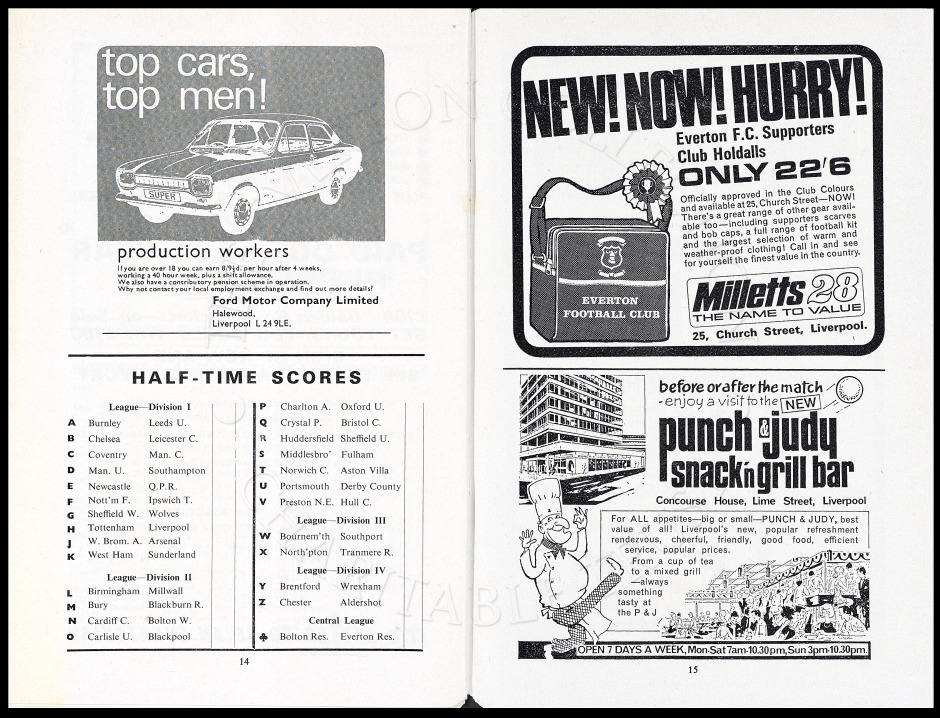 top cars,
top men!
SUPER
production workers
If you are over 18 you can earn 8/9½d. per hour after 4 weeks,
working a 40 hour week, plus a shift allowance.
We also have a contributory pension scheme in operation.
Why not contact your local employment exchange and find out more details?
Ford Motor Company Limited
Halewood,
Liverpool L 24 9LE.
HALF-TIME SCORES
League—Division I
A Burnley Leeds U.
B Chelsea Leicester C.
C Coventry Man. C.
D Man. U. Southampton
E Newcastle Q.P.R.
F Nott'm F. Ipswich T.
G Sheffield W. Wolves
H Tottenham Liverpool
J W. Brom. A. Arsenal
K West Ham Sunderland
League—Division II
L Birmingham Millwall
M Bury Blackburn R.
N Cardiff C. Bolton W.
O Carlisle U. Blackpool
P Charlton A. Oxford U.
Q Crystal P. Bristol C.
R Huddersfield Sheffield U.
S Middlesbro' Fulham
T Norwich C. Aston Villa
U Portsmouth Derby County
V Preston N.E. Hull C.
League—Division III
W Bournem'th Southport
X North'pton Tranmere R.
League—Division IV
Y Brentford Wrexham
Z Chester Aldershot
Central League
♣ Bolton Res. Everton Res.
14
NEW! NOW! HURRY!
Everton F.C. Supporters
Club Holdalls
ONLY 22'6
Officially approved in the Club Colours
and available at 25, Church Street—NOW!
There's a great range of other gear avail-
able too—including supporters scarves
and bob caps, a full range of football kit
and the largest selection of warm and
weather-proof clothing! Call in and see
for yourself the finest value in the country.
EVERTON
FOOTBALL CLUB
Milletts 28
THE NAME TO VALUE
25, Church Street, Liverpool.
before or after the match
-enjoy a visit to the NEW
punch & judy
snack'n grill bar
Concourse House, Lime Street, Liverpool
For ALL appetites—big or small—PUNCH & JUDY, best
value of all! Liverpool's new, popular refreshment
rendezvous, cheerful, friendly, good food, efficient
service, popular prices.
From a cup of tea
to a mixed grill
—always
something
tasty at
the P & J
OPEN 7 DAYS A WEEK, Mon-Sat 7am-10.30pm, Sun 3pm-10.30pm.
15